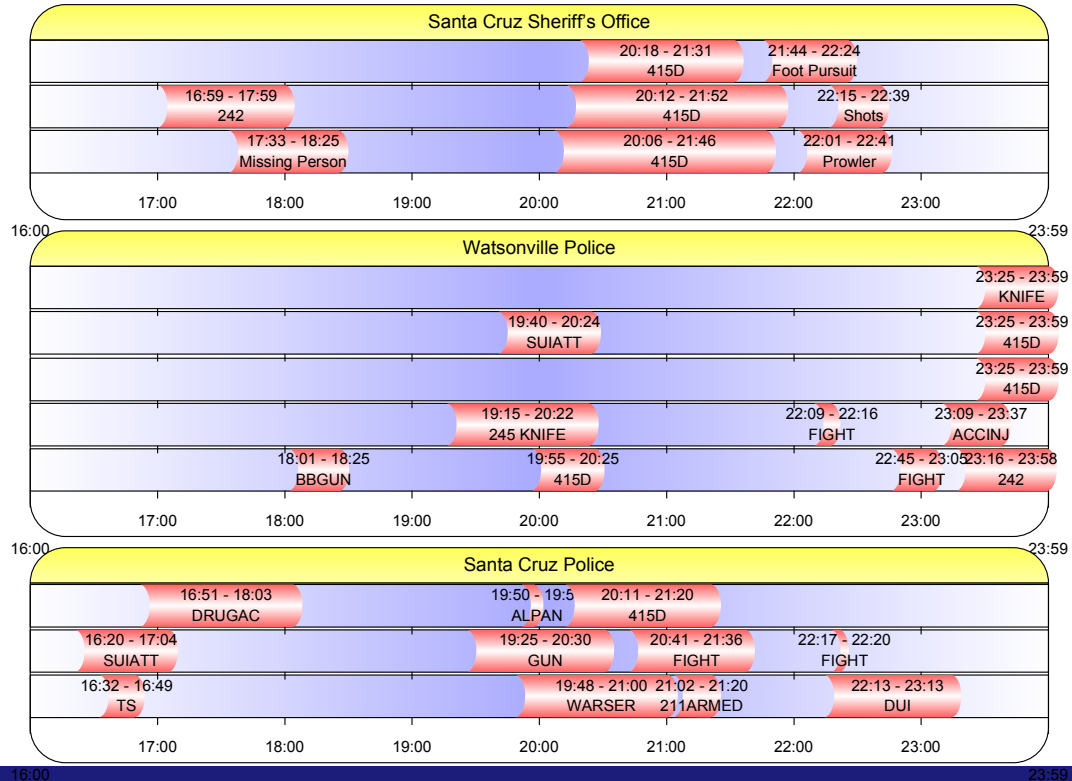 Santa Cruz Sheriff's Office
20:18 - 21:31 21:44 - 22:24
415D Foot Pursuit
16:59 - 17:59 20:12 - 21:52 22:15 - 22:39
242 415D Shots
17:33 - 18:25 20:06 - 21:46 22:01 - 22:41
Missing Person 415D Prowler
17:00 18:00 19:00 20:00 21:00 22:00 23:00
16:00 23:59
Watsonville Police
23:25 - 23:59
KNIFE
19:40 - 20:24 23:25 - 23:59
SUIATT 415D
23:25 - 23:59
415D
19:15 - 20:22 22:09 - 22:16 23:09 - 23:37
245 KNIFE FIGHT ACCINJ
18:01 - 18:25 19:55 - 20:25 22:45 - 23:05 23:16 - 23:58
BBGUN 415D FIGHT 242
17:00 18:00 19:00 20:00 21:00 22:00 23:00
16:00 23:59
Santa Cruz Police
16:51 - 18:03 19:50 - 19:5 20:11 - 21:20
DRUGAC ALPAN 415D
16:20 - 17:04 19:25 - 20:30 20:41 - 21:36 22:17 - 22:20
SUIATT GUN FIGHT FIGHT
16:32 - 16:49 19:48 - 21:00 21:02 - 21:20 22:13 - 23:13
TS WARSER 211ARMED DUI
17:00 18:00 19:00 20:00 21:00 22:00 23:00
16:00 23:59